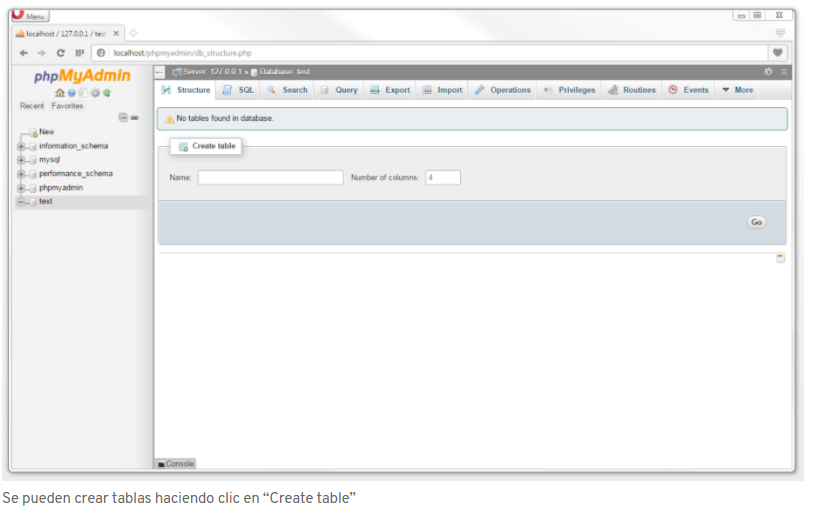 Menu
localhost / 127.0.0.1 / test
localhost/phpmyadmin/db_structure.php
phpMyAdmin
Recent Favorites
New
information_schema
mysql
performance_schema
phpmyadmin
test
Server: 127.0.0.1 » Database: test
Structure SQL Search Query Export Import Operations Privileges Routines Events More
No tables found in database.
Create table
Name: Number of columns: 4
Go
Console
Se pueden crear tablas haciendo clic en “Create table”